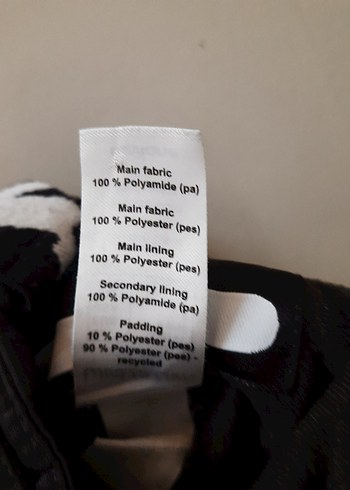 Main fabric
100 % Polyamide (pa)
Main fabric
100 % Polyester (pes)
Main lining
100 % Polyester (pes)
Secondary lining
100 % Polyamide (pa)
Padding
10 % Polyester (pes)
90 % Polyester (pes) -
recycled